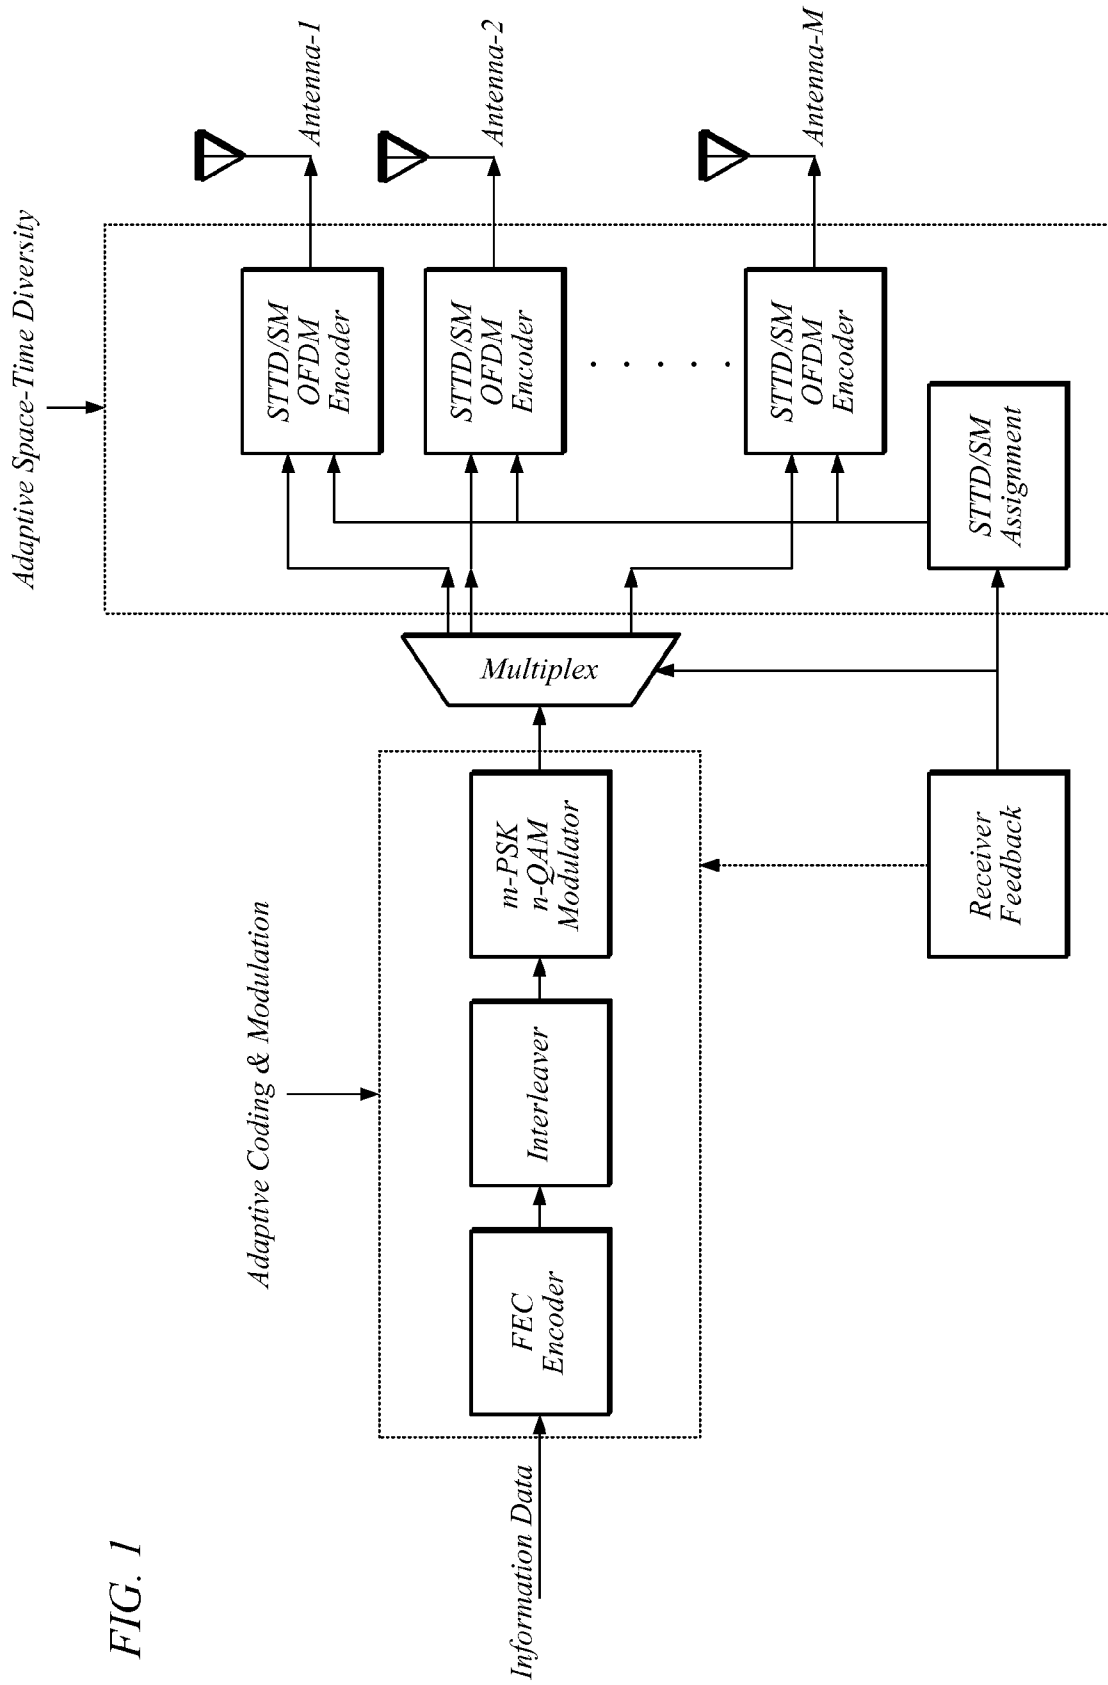 FIG. 1
Information Data
FEC
Encoder
Interleaver
m-PSK
n-QAM
Modulator
Adaptive Coding & Modulation
Multiplex
Receiver
Feedback
Adaptive Space-Time Diversity
STTD/SM
OFDM
Encoder
STTD/SM
OFDM
Encoder
STTD/SM
OFDM
Encoder
STTD/SM
Assignment
Antenna-1
Antenna-2
Antenna-M